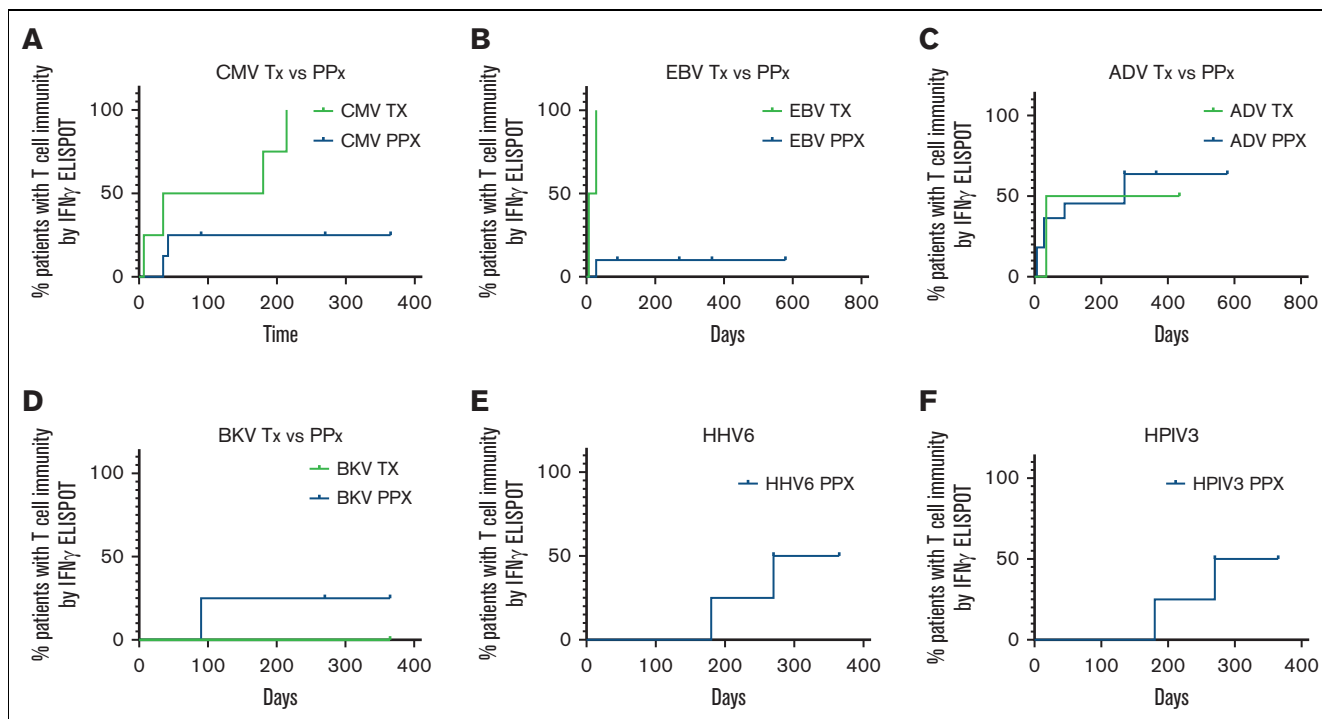 A
CMV Tx vs PPx
% patients with T cell immunity
by IFNγ ELISPOT
100
50
0
CMV TX
CMV PPX
0 100 200 300 400
Time
B
EBV Tx vs PPx
% patients with T cell immunity
by IFNγ ELISPOT
100
50
0
EBV TX
EBV PPX
0 200 400 600 800
Days
C
ADV Tx vs PPx
% patients with T cell immunity
by IFNγ ELISPOT
100
50
0
ADV TX
ADV PPX
0 200 400 600 800
Days
D
BKV Tx vs PPx
% patients with T cell immunity
by IFNγ ELISPOT
100
50
0
BKV TX
BKV PPX
0 100 200 300 400
Days
E
HHV6
% patients with T cell immunity
by IFNγ ELISPOT
100
50
0
HHV6 PPX
0 100 200 300 400
Days
F
HPIV3
% patients with T cell immunity
by IFNγ ELISPOT
100
50
0
HPIV3 PPX
0 100 200 300 400
Days